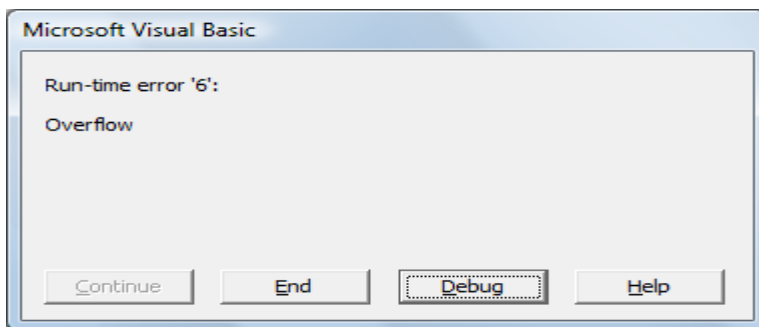 Microsoft Visual Basic
Run-time error '6':
Overflow
Continue
End
Debug
Help